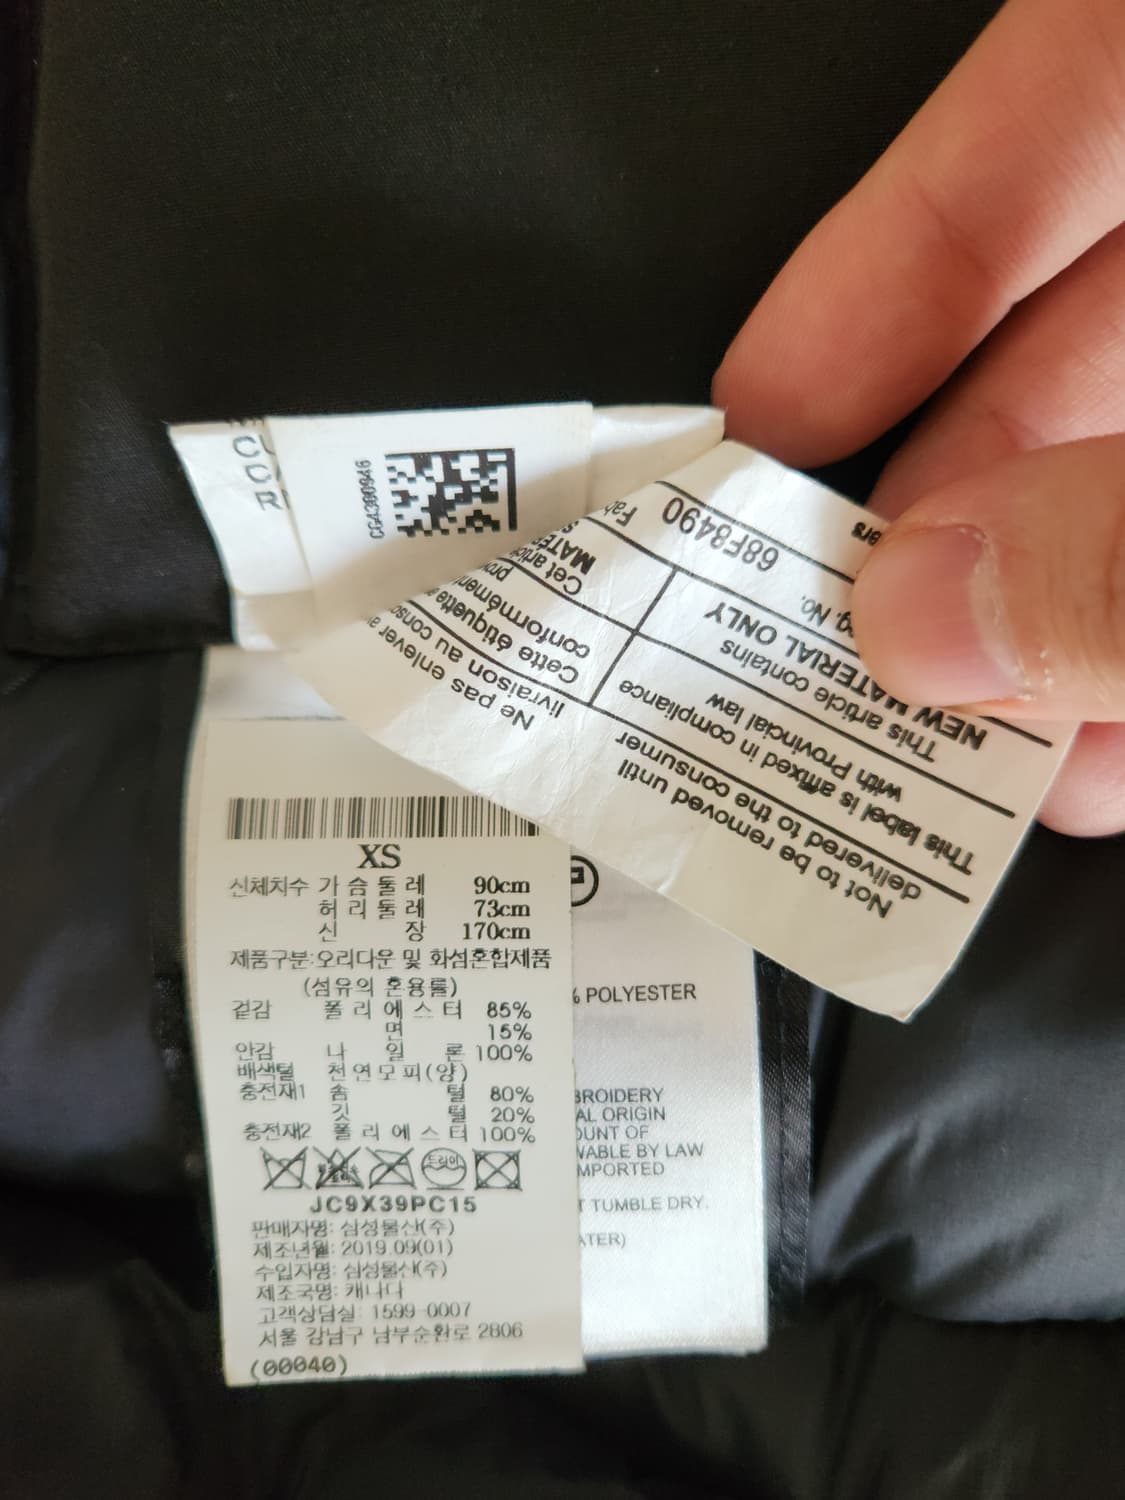 CU
CG4380946
XS
신체치수 가슴둘레 90cm
허리둘레 73cm
신장 170cm
제품구분:오리다운 및 화섬혼합제품
(섬유의 혼용률)
겉감 폴리에스터 85%
면 15%
안감 나일론 100%
배색털 천연모피(양)
충전재1 솜털 80%
깃털 20%
충전재2 폴리에스터 100%
드라이
JC9X39PC15
판매자명: 삼성물산(주)
제조년월: 2019.09(01)
수입자명: 삼성물산(주)
제조국명: 캐나다
고객상담실: 1599-0007
서울 강남구 남부순환로 2806
(00040)
% POLYESTER
BROIDERY
AL ORIGIN
OUNT OF
VABLE BY LAW
MPORTED
T TUMBLE DRY.
ATER)
Not to be removed until
delivered to the consumer
Ne pas enlever
livraison au
This label is affixed in compliance
with Provincial law
Cette étiquette
conformément
This article contains
NEW MATERIAL ONLY
Cet
No.
68F8490